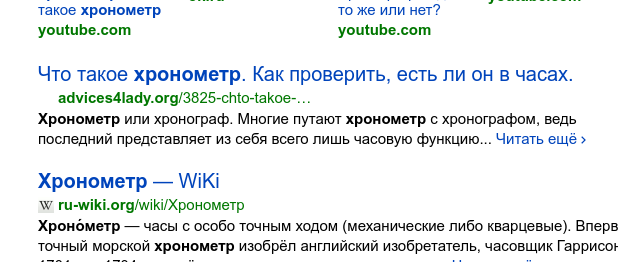 такое хронометр
то же или нет?
youtube.com
youtube.com
Что такое хронометр. Как проверить, есть ли он в часах.
advices4lady.org/3825-chto-takoe-…
Хронометр или хронограф. Многие путают хронометр с хронографом, ведь
последний представляет из себя всего лишь часовую функцию... Читать ещё ›
Хронометр — WiKi
W ru-wiki.org/wiki/Хронометр
Хроно́метр — часы с особо точным ходом (механические либо кварцевые). Вперв
точный морской хронометр изобрёл английский изобретатель, часовщик Гаррисон